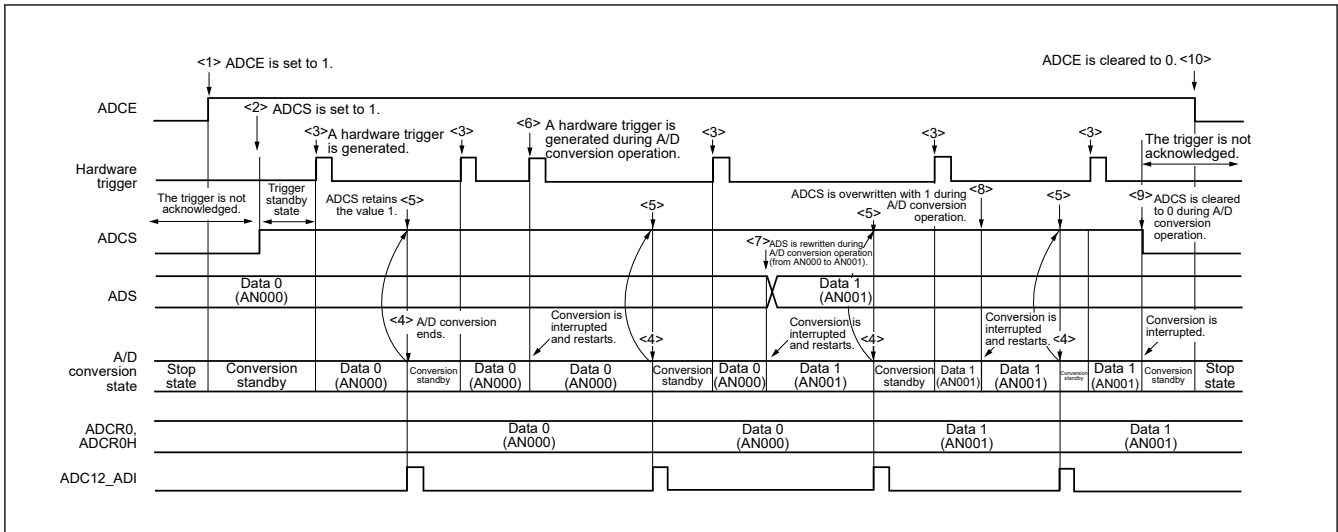 <1> ADCE is set to 1.
ADCE is cleared to 0. <10>
ADCE
<2> ADCS is set to 1.
<3> A hardware trigger
is generated.
<3>
<6> A hardware trigger is
generated during A/D
conversion operation.
<3>
<3>
<3>
The trigger is not
acknowledged.
Hardware
trigger
The trigger is not
acknowledged.
Trigger
standby
state
ADCS retains
the value 1.
<5>
<5>
ADCS is overwritten with 1 during
A/D conversion
operation.
<8>
<5>
<5>
<9> ADCS is cleared
to 0 during A/D
conversion
operation.
ADCS
<7> ADS is rewritten during
A/D conversion operation
(from AN000 to AN001).
ADS
Data 0
(AN000)
Data 1
(AN001)
<4> A/D conversion
ends.
Conversion is
interrupted
and restarts.
<4>
Conversion is
interrupted
and restarts.
<4>
Conversion is
interrupted
and restarts.
<4>
Conversion is
interrupted.
A/D
conversion
state
Stop
state
Conversion
standby
Data 0
(AN000)
Conversion
standby
Data 0
(AN000)
Data 0
(AN000)
Conversion
standby
Data 0
(AN000)
Data 1
(AN001)
Conversion
standby
Data 1
(AN001)
Data 1
(AN001)
Conversion
standby
Data 1
(AN001)
Conversion
standby
Stop
state
ADCR0,
ADCR0H
Data 0
(AN000)
Data 0
(AN000)
Data 1
(AN001)
Data 1
(AN001)
ADC12_ADI